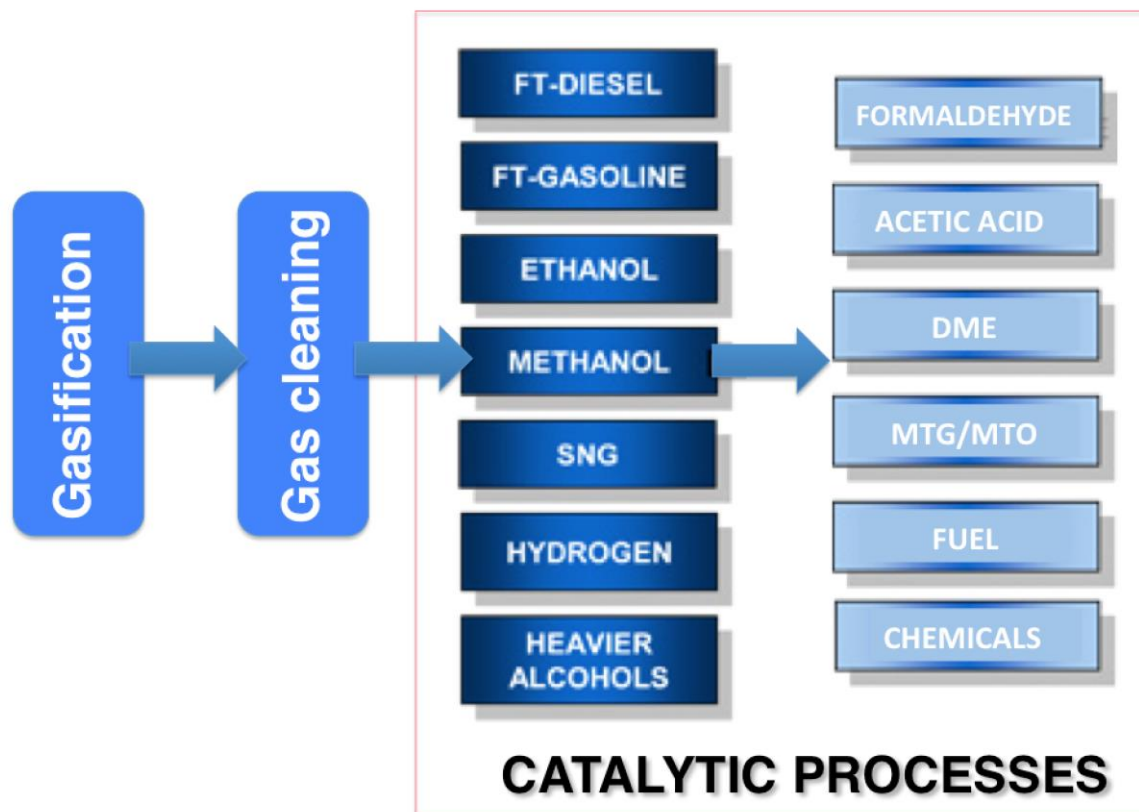 Gasification
Gas cleaning
FT-DIESEL
FT-GASOLINE
ETHANOL
METHANOL
SNG
HYDROGEN
HEAVIER
ALCOHOLS
FORMALDEHYDE
ACETIC ACID
DME
MTG/MTO
FUEL
CHEMICALS
CATALYTIC PROCESSES